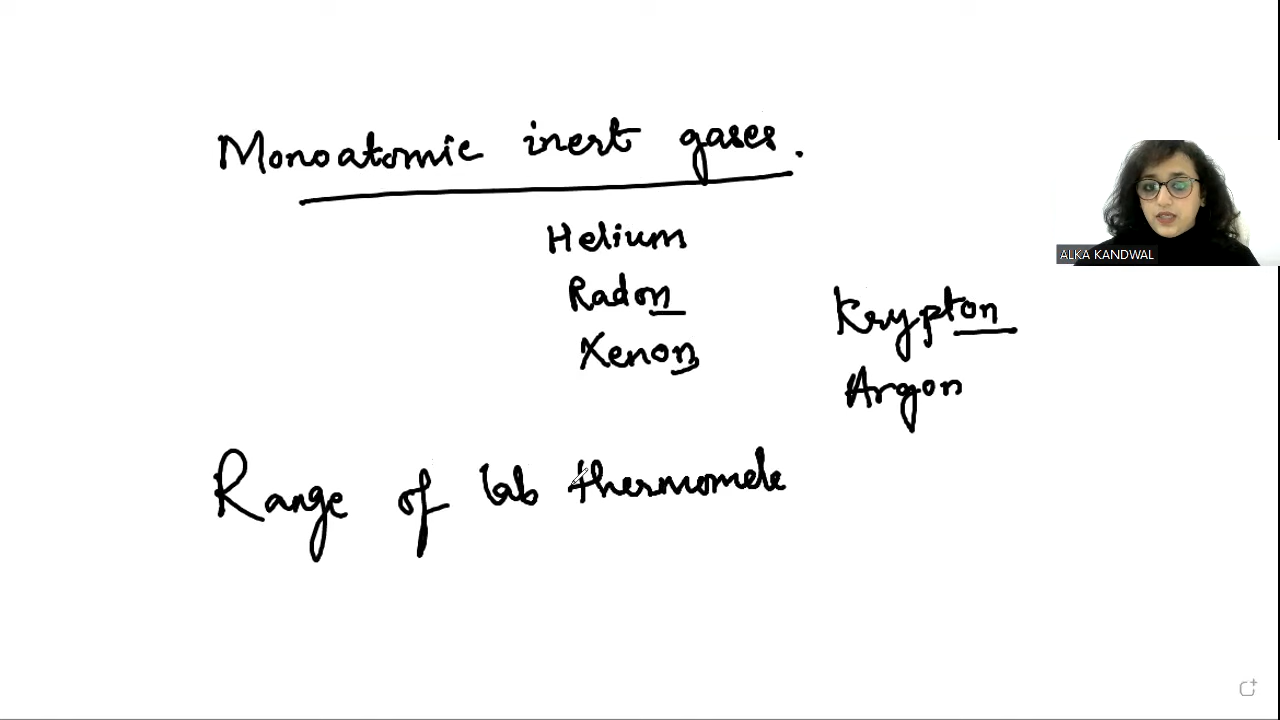 Monoatomic inert gases.
Helium
Radon
Xenon
Krypton
Argon
Range of lab thermomete
ALKA KANDWAL